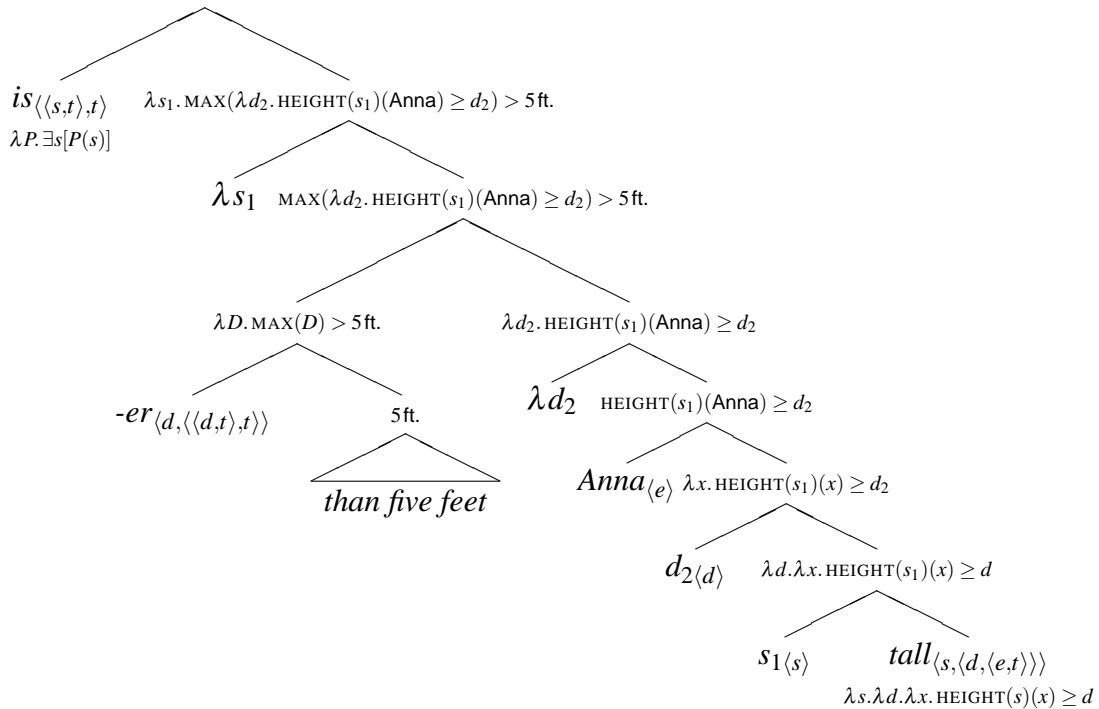 is⟨⟨s,t⟩,t⟩ λs₁.MAX(λd₂.HEIGHT(s₁)(Anna) ≥ d₂) > 5ft.
λP.∃s[P(s)]
λs₁ MAX(λd₂.HEIGHT(s₁)(Anna) ≥ d₂) > 5ft.
λD.MAX(D) > 5ft. λd₂.HEIGHT(s₁)(Anna) ≥ d₂
-er⟨d,⟨⟨d,t⟩,t⟩⟩ 5ft. λd₂ HEIGHT(s₁)(Anna) ≥ d₂
than five feet Anna⟨e⟩ λx.HEIGHT(s₁)(x) ≥ d₂
d₂⟨d⟩ λd.λx.HEIGHT(s₁)(x) ≥ d
s₁⟨s⟩ tall⟨s,⟨d,⟨e,t⟩⟩⟩
λs.λd.λx.HEIGHT(s)(x) ≥ d